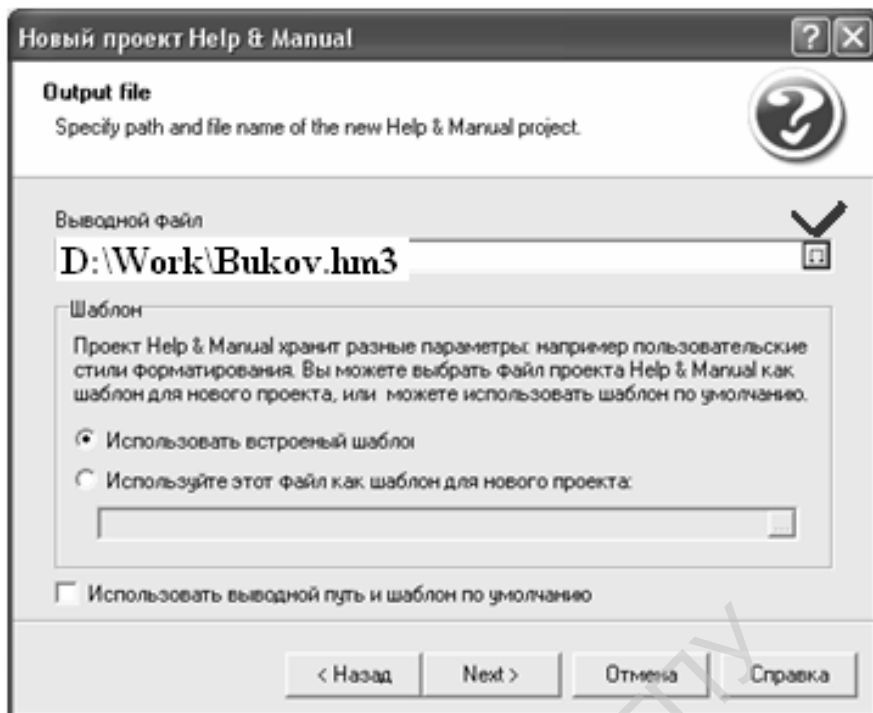 Новый проект Help & Manual
Output file
Specify path and file name of the new Help & Manual project.
Выводной файл
D:\Work\Bukov.hm3
Шаблон
Проект Help & Manual хранит разные параметры: например пользовательские
стили форматирования. Вы можете выбрать файл проекта Help & Manual как
шаблон для нового проекта, или можете использовать шаблон по умолчанию.
Использовать встроеный шаблог
Используйте этот файл как шаблон для нового проекта:
...
Использовать выводной путь и шаблон по умолчанию
< Назад
Next >
Отмена
Справка